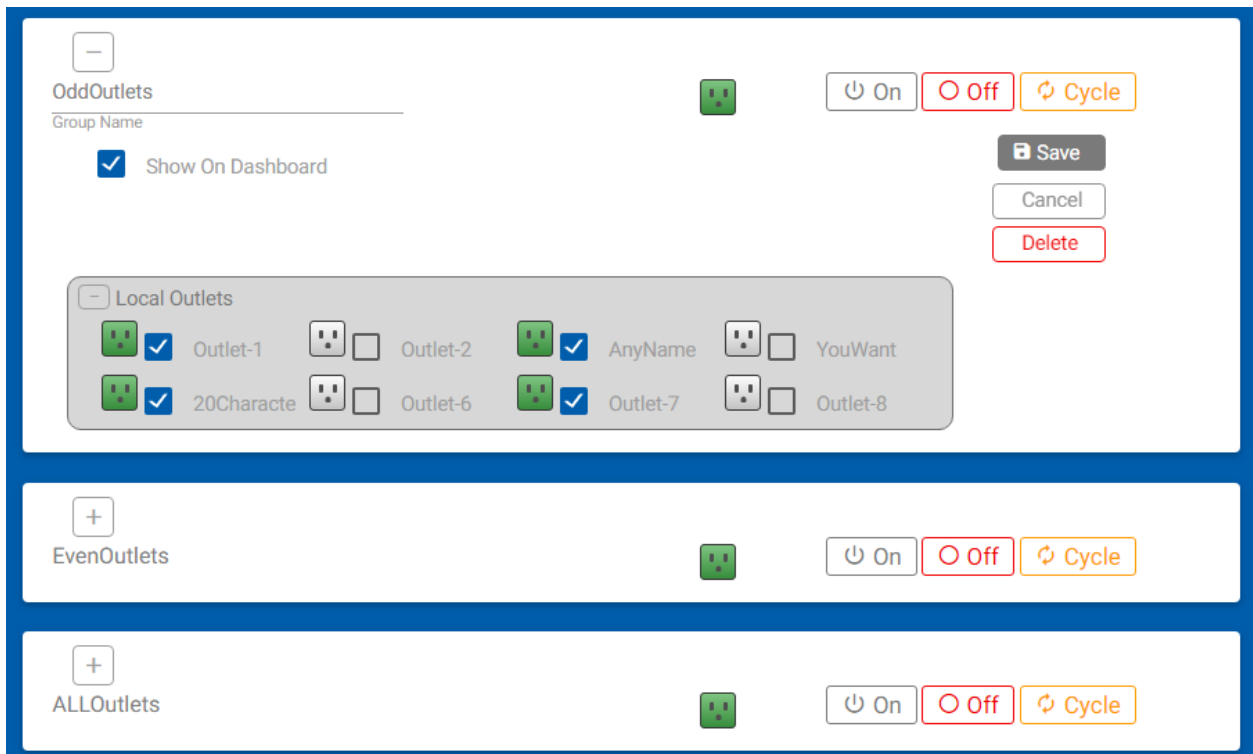 OddOutlets
Group Name
On Off Cycle
Show On Dashboard
Save
Cancel
Delete
Local Outlets
Outlet-1 Outlet-2 AnyName YouWant
20Characte Outlet-6 Outlet-7 Outlet-8
EvenOutlets
On Off Cycle
ALLOutlets
On Off Cycle